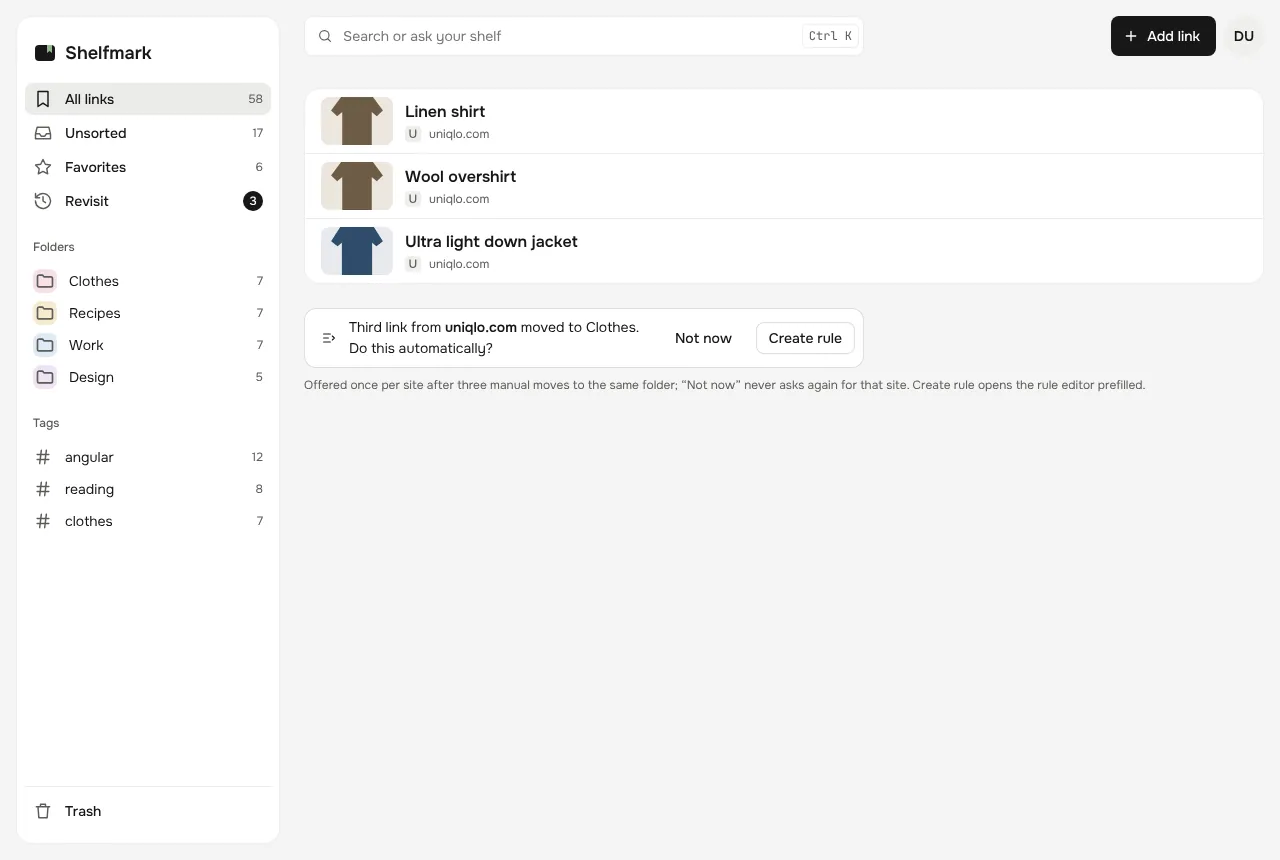 Shelfmark
All links 58
Unsorted 17
Favorites 6
Revisit 3
Folders
Clothes 7
Recipes 7
Work 7
Design 5
Tags
# angular 12
# reading 8
# clothes 7
Trash
Search or ask your shelf Ctrl K
+ Add link
DU
Linen shirt
U uniqlo.com
Wool overshirt
U uniqlo.com
Ultra light down jacket
U uniqlo.com
Third link from uniqlo.com moved to Clothes.
Do this automatically?
Not now
Create rule
Offered once per site after three manual moves to the same folder; “Not now” never asks again for that site. Create rule opens the rule editor prefilled.